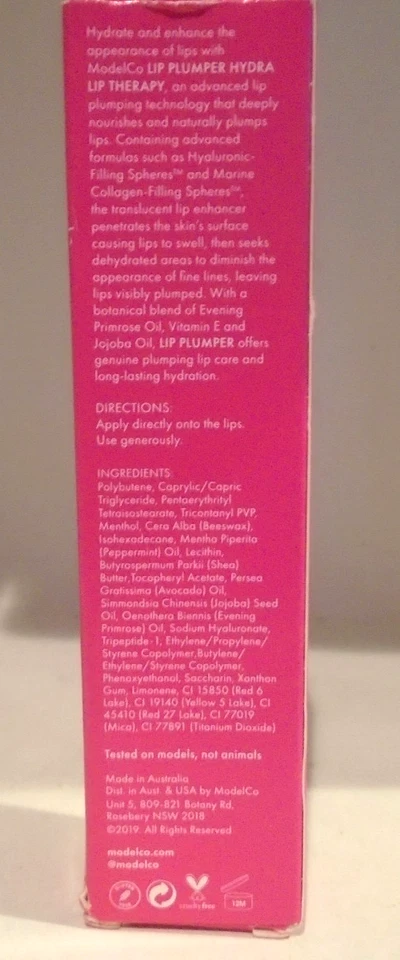 Hydrate and enhance the
appearance of lips with
ModelCo LIP PLUMPER HYDRA
LIP THERAPY, an advanced lip
plumping technology that deeply
nourishes and naturally plumps
lips. Containing advanced
formulas such as Hyaluronic-
Filling Spheres™ and Marine
Collagen-Filling Spheres™,
the translucent lip enhancer
penetrates the skin's surface
causing lips to swell, then seeks
dehydrated areas to diminish the
appearance of fine lines, leaving
lips visibly plumped. With a
botanical blend of Evening
Primrose Oil, Vitamin E and
Jojoba Oil, LIP PLUMPER offers
genuine plumping lip care and
long-lasting hydration.
DIRECTIONS:
Apply directly onto the lips.
Use generously.
INGREDIENTS:
Polybutene, Caprylic/Capric
Triglyceride, Pentaerythrityl
Tetraisostearate, Tricontanyl PVP,
Menthol, Cera Alba (Beeswax),
Isohexadecane, Mentha Piperita
(Peppermint) Oil, Lecithin,
Butyrospermum Parkii (Shea)
Butter,Tocopheryl Acetate, Persea
Gratissima (Avocado) Oil,
Simmondsia Chinensis (Jojoba) Seed
Oil, Oenothera Biennis (Evening
Primrose) Oil, Sodium Hyaluronate,
Tripeptide-1, Ethylene/Propylene/
Styrene Copolymer,Butylene/
Ethylene/Styrene Copolymer,
Phenoxyethanol, Saccharin, Xanthan
Gum, Limonene, CI 15850 (Red 6
Lake), CI 19140 (Yellow 5 Lake), CI
45410 (Red 27 Lake), CI 77019
(Mica), CI 77891 (Titanium Dioxide)
Tested on models, not animals
Made in Australia
Dist. in Aust. & USA by ModelCo
Unit 5, 809-821 Botany Rd,
Rosebery NSW 2018
©2019. All Rights Reserved
modelco.com
@modelco
cruelty free
12M